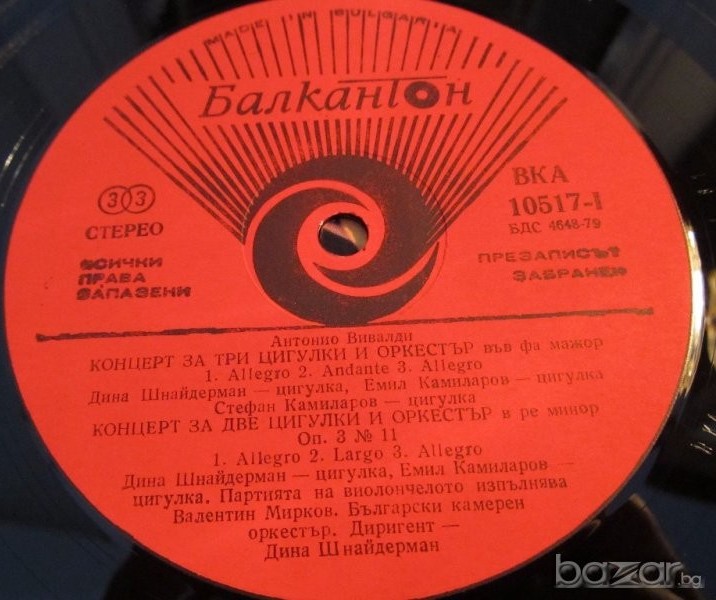 MADE IN BULGARIA
Балкантон
33
СТЕРЕО
ВКА
10517-I
БДС 4648-79
ВСИЧКИ
ПРАВА
ЗАПАЗЕНИ
ПРЕЗАПИСЪТ
ЗАБРАНЕН
Антонио Вивалди
КОНЦЕРТ ЗА ТРИ ЦИГУЛКИ И ОРКЕСТЪР във фа мажор
1. Allegro 2. Andante 3. Allegro
Дина Шнайдерман — цигулка, Емил Камиларов — цигулка
Стефан Камиларов — цигулка
КОНЦЕРТ ЗА ДВЕ ЦИГУЛКИ И ОРКЕСТЪР в ре минор
Оп. 3 № 11
1. Allegro 2. Largo 3. Allegro
Дина Шнайдерман — цигулка, Емил Камиларов —
цигулка. Партията на виолончелото изпълнява
Валентин Мирков. Български камерен
оркестър. Диригент —
Дина Шнайдерман
bazar.bg